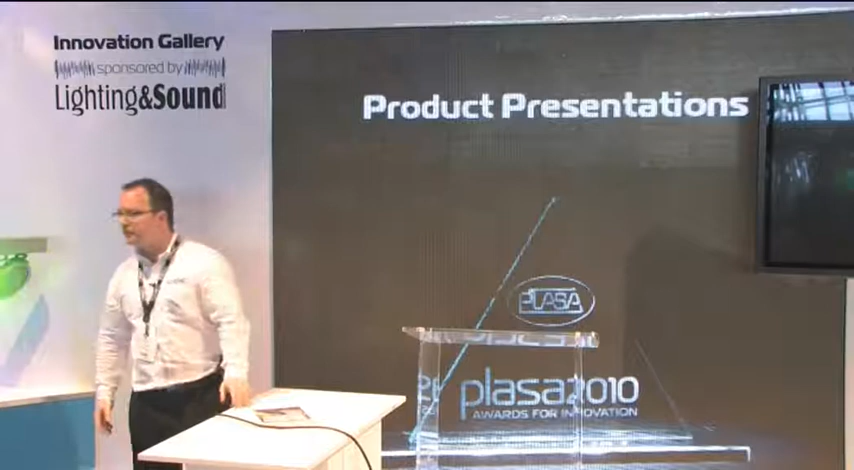 Innovation Gallery
sponsored by
Lighting&Sound
Product Presentations
PLASA
plasa2010
AWARDS FOR INNOVATION